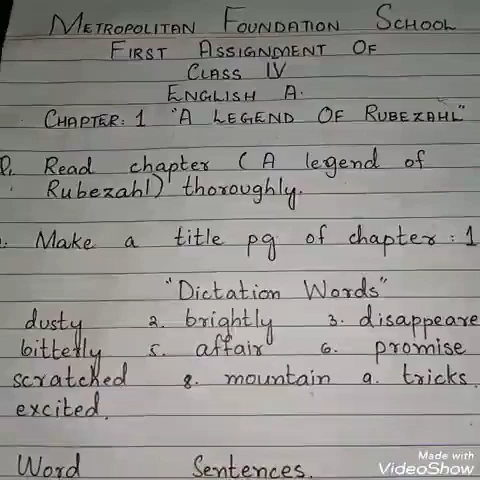 METROPOLITAN FOUNDATION SCHOOL
FIRST ASSIGNMENT OF
CLASS IV
ENGLISH A.
CHAPTER: 1 "A LEGEND OF RUBEZAHL"
Read chapter (A legend of
Rubezahl) thoroughly.
Make a title pg of chapter : 1
"Dictation Words"
dusty 2. brightly 3. disappeare
bitterly 5. affair 6. promise
scratched 8. mountain 9. tricks
excited.
Word Sentences.
Made with
VideoShow